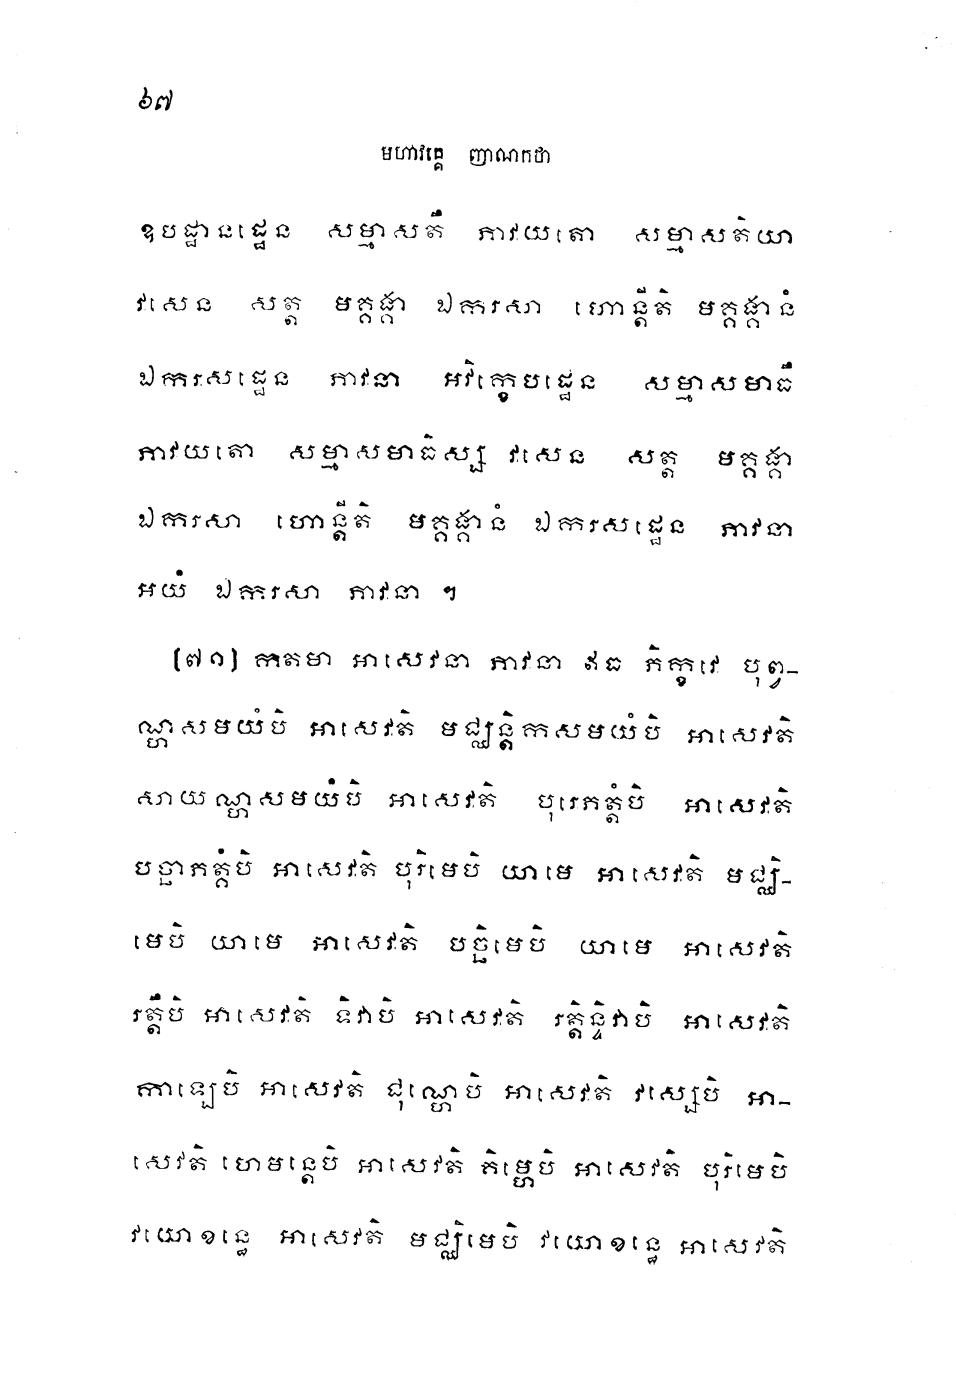 ៦៧
មហាវគ្គេ ញាណកថា
ឧបដ្ឋានដ្ឋេន សម្មាសតឹ ភាវយតោ សម្មាសតិយា
វសេន សត្ត មគ្គង្គា ឯករសា ហោន្តីតិ មគ្គង្គានំ
ឯករសដ្ឋេន ភាវនា អវិក្ខេបដ្ឋេន សម្មាសមាធឹ
ភាវយតោ សម្មាសមាធិស្ស វសេន សត្ត មគ្គង្គា
ឯករសា ហោន្តីតិ មគ្គង្គានំ ឯករសដ្ឋេន ភាវនា
អយំ ឯករសា ភាវនា ។
(៧១) កាតមា អាសេវនា ភាវនា ឥធ ភិក្ខវេ បុព្វ-
ណ្ហសមយំបិ អាសេវតិ មជ្ឈន្តិកសមយំបិ អាសេវតិ
សាយណ្ហសមយំបិ អាសេវតិ បុរេភត្តំបិ អាសេវតិ
បច្ឆាភត្តំបិ អាសេវតិ បុរិមេបិ យាមេ អាសេវតិ មជ្ឈិ-
មេបិ យាមេ អាសេវតិ បច្ឆិមេបិ យាមេ អាសេវតិ
រត្តឹបិ អាសេវតិ ទិវាបិ អាសេវតិ រត្តិន្ទិវាបិ អាសេវតិ
កាឡេបិ អាសេវតិ ជុណ្ហេបិ អាសេវតិ វស្សេបិ អា-
សេវតិ ហេមន្តេបិ អាសេវតិ គិម្ហេបិ អាសេវតិ បុរិមេបិ
វយោខន្ធេ អាសេវតិ មជ្ឈិមេបិ វយោខន្ធេ អាសេវតិ